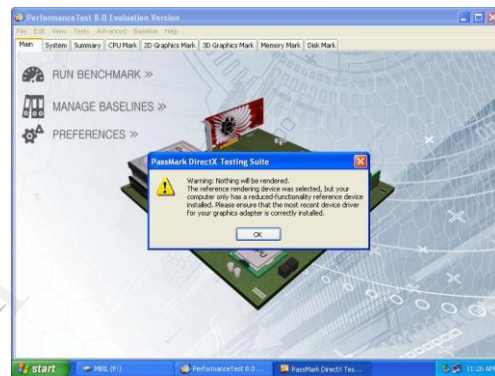 PerformanceTest 8.0 Evaluation Version
File Edit View Tests Advanced Baseline Help
Main System Summary CPU Mark 2D Graphics Mark 3D Graphics Mark Memory Mark Disk Mark
RUN BENCHMARK »
MANAGE BASELINES »
PREFERENCES »
PassMark DirectX Testing Suite
Warning: Nothing will be rendered.
The reference rendering device was selected, but your
computer only has a reduced-functionality reference device
installed. Please ensure that the most recent device driver
for your graphics adapter is correctly installed.
OK
start
PerformanceTest 8.0 ...
PassMark DirectX Tes...
11:26 AM